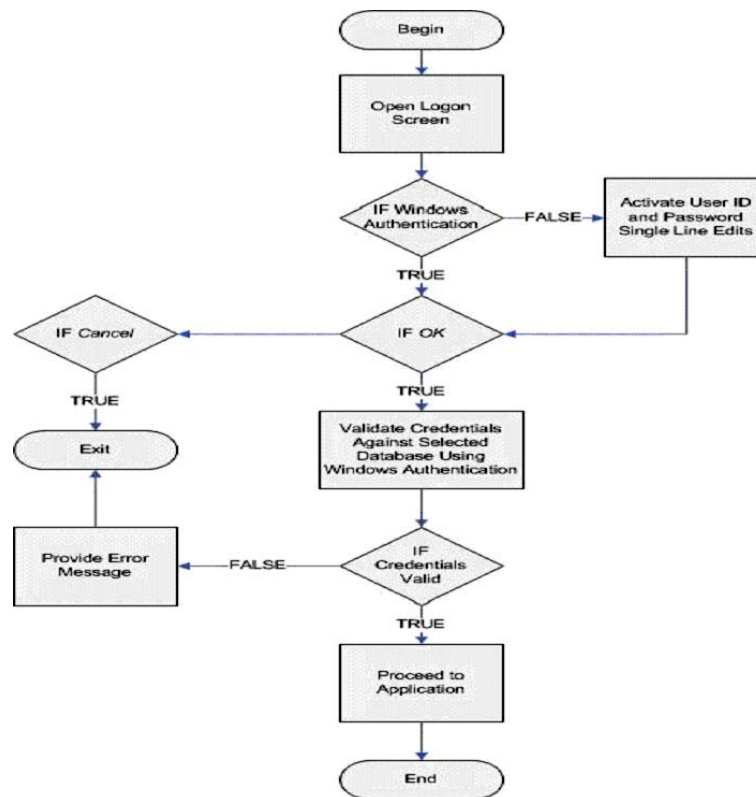 Begin
Open Logon
Screen
IF Windows
Authentication
FALSE
Activate User ID
and Password
Single Line Edits
TRUE
IF Cancel
IF OK
TRUE
TRUE
Exit
Validate Credentials
Against Selected
Database Using
Windows Authentication
Provide Error
Message
FALSE
IF
Credentials
Valid
TRUE
Proceed to
Application
End